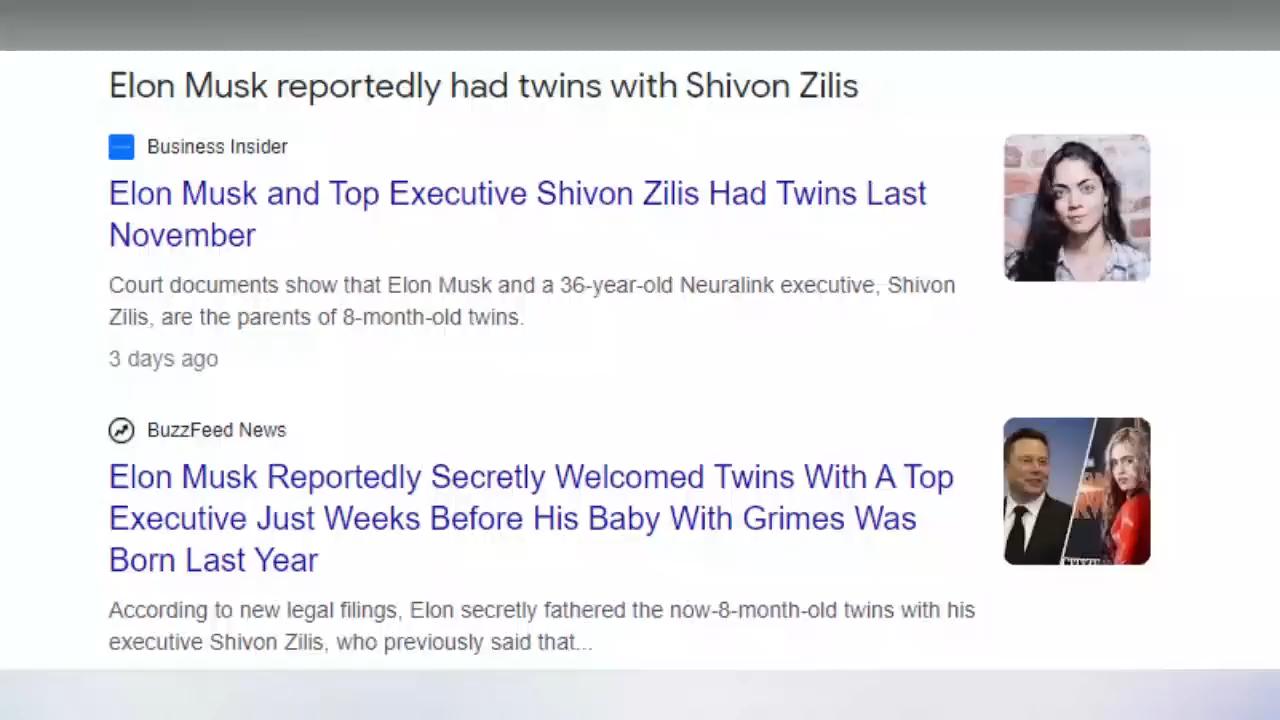 Elon Musk reportedly had twins with Shivon Zilis
Business Insider
Elon Musk and Top Executive Shivon Zilis Had Twins Last
November
Court documents show that Elon Musk and a 36-year-old Neuralink executive, Shivon
Zilis, are the parents of 8-month-old twins.
3 days ago
BuzzFeed News
Elon Musk Reportedly Secretly Welcomed Twins With A Top
Executive Just Weeks Before His Baby With Grimes Was
Born Last Year
According to new legal filings, Elon secretly fathered the now-8-month-old twins with his
executive Shivon Zilis, who previously said that...